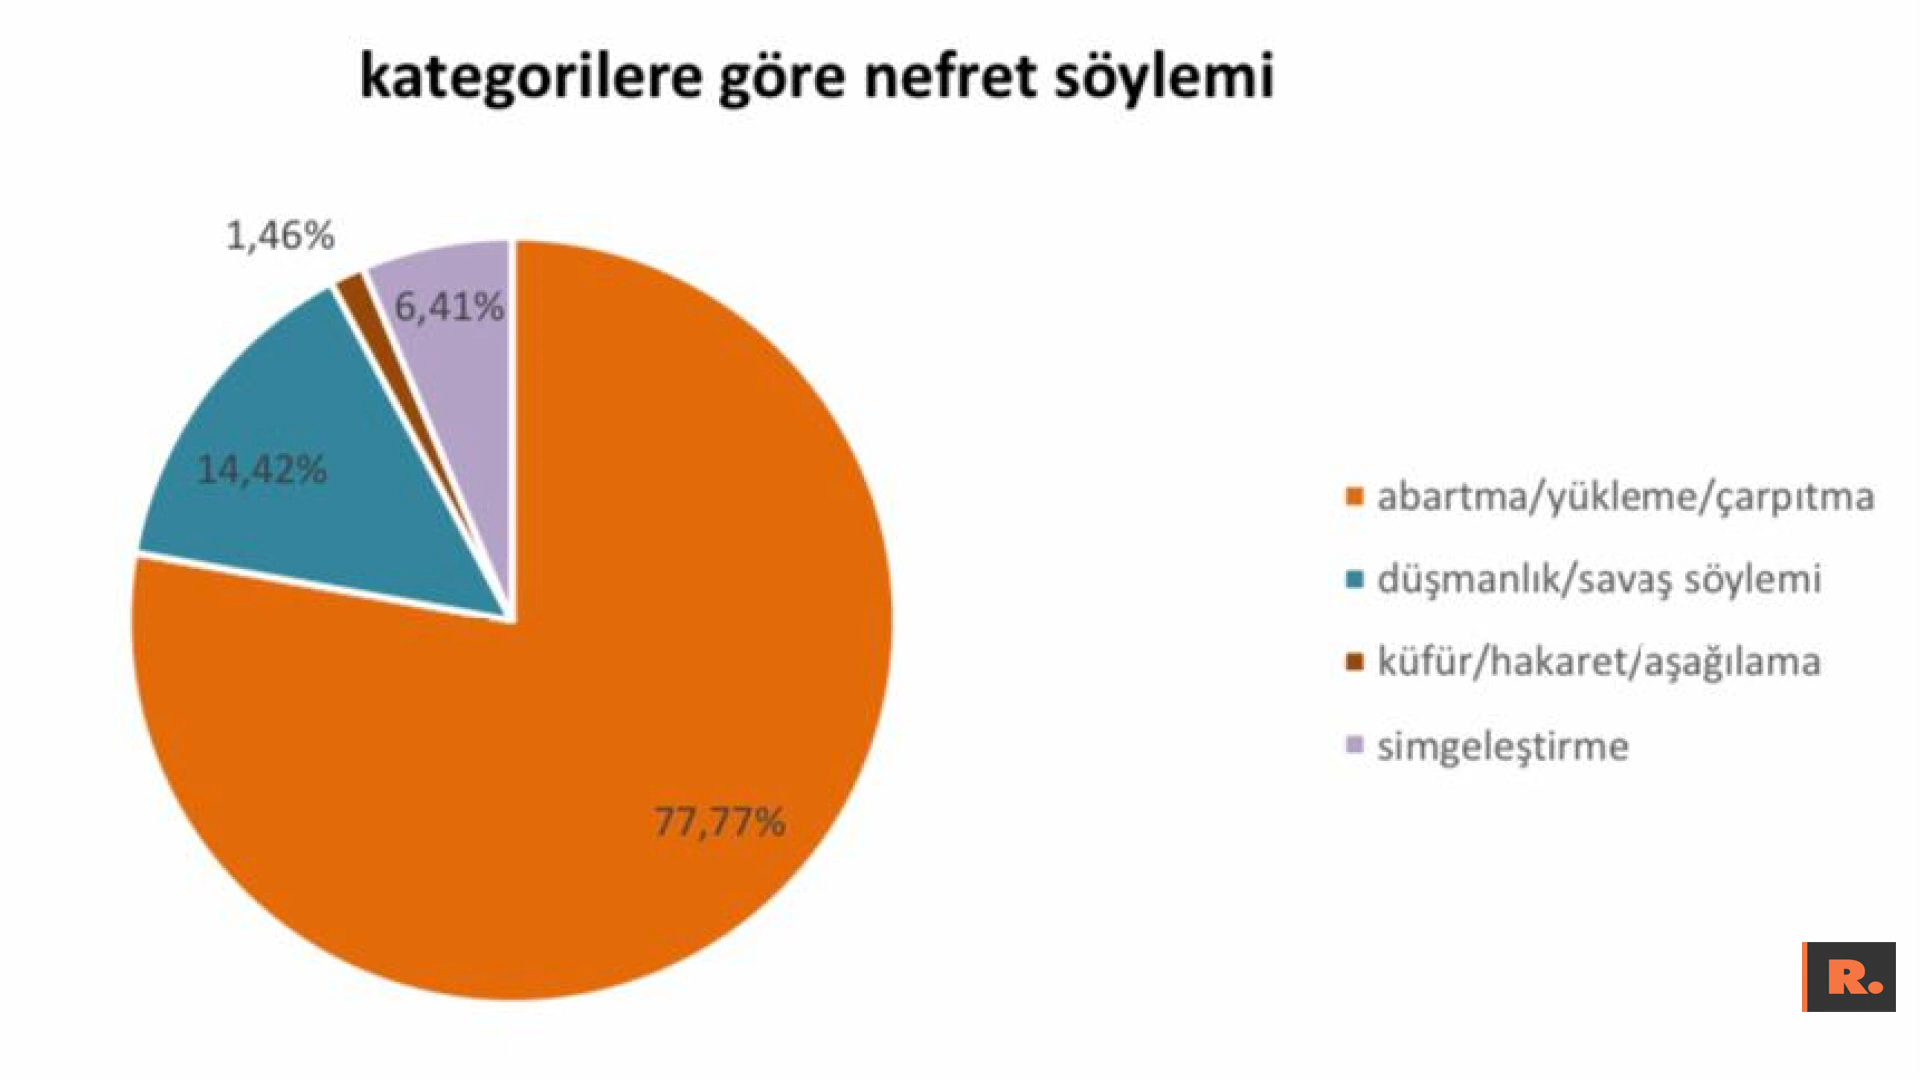 kategorilere göre nefret söylemi
1,46%
6,41%
14,42%
77,77%
abartma/yükleme/çarpıtma
düşmanlık/savaş söylemi
küfür/hakaret/aşağılama
simgeleştirme
R.